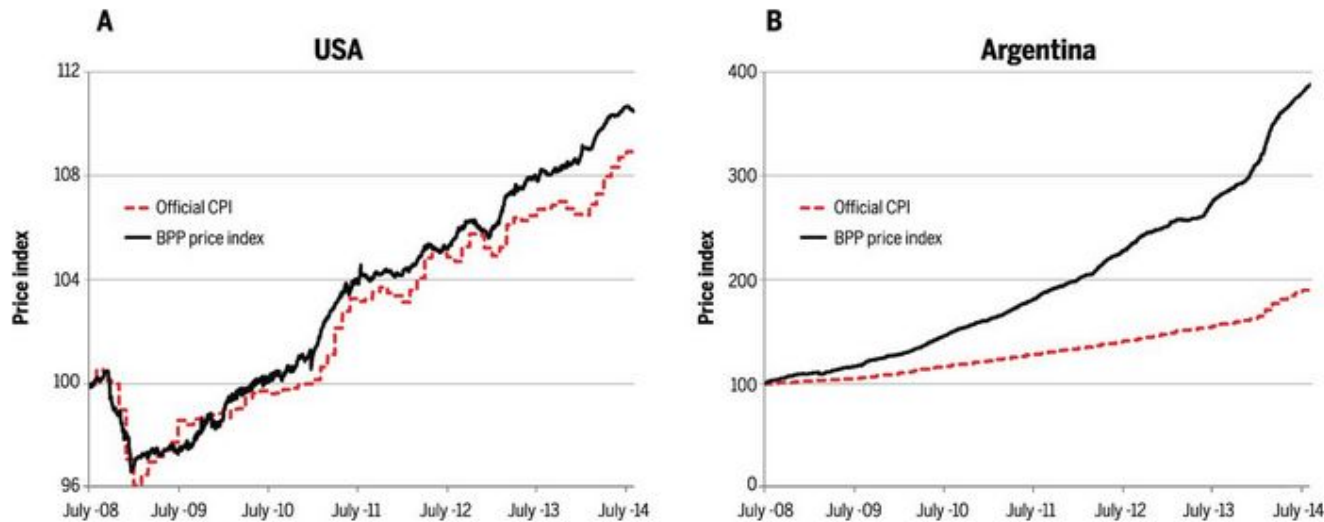 A
USA
Price index
112
108
104
100
96
Official CPI
BPP price index
July -08
July -09
July -10
July -11
July -12
July -13
July -14
B
Argentina
Price index
400
300
200
100
0
Official CPI
BPP price index
July -08
July -09
July -10
July -11
July -12
July -13
July -14